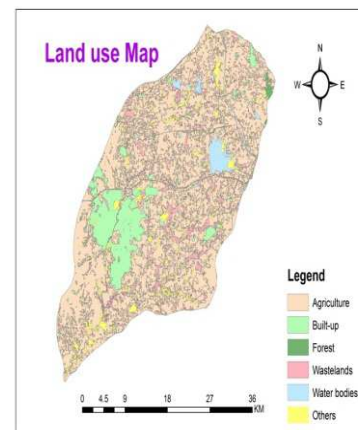 Land use Map
N
W E
S
Legend
Agriculture
Built-up
Forest
Wastelands
Water bodies
Others
0 4.5 9 18 27 36
KM